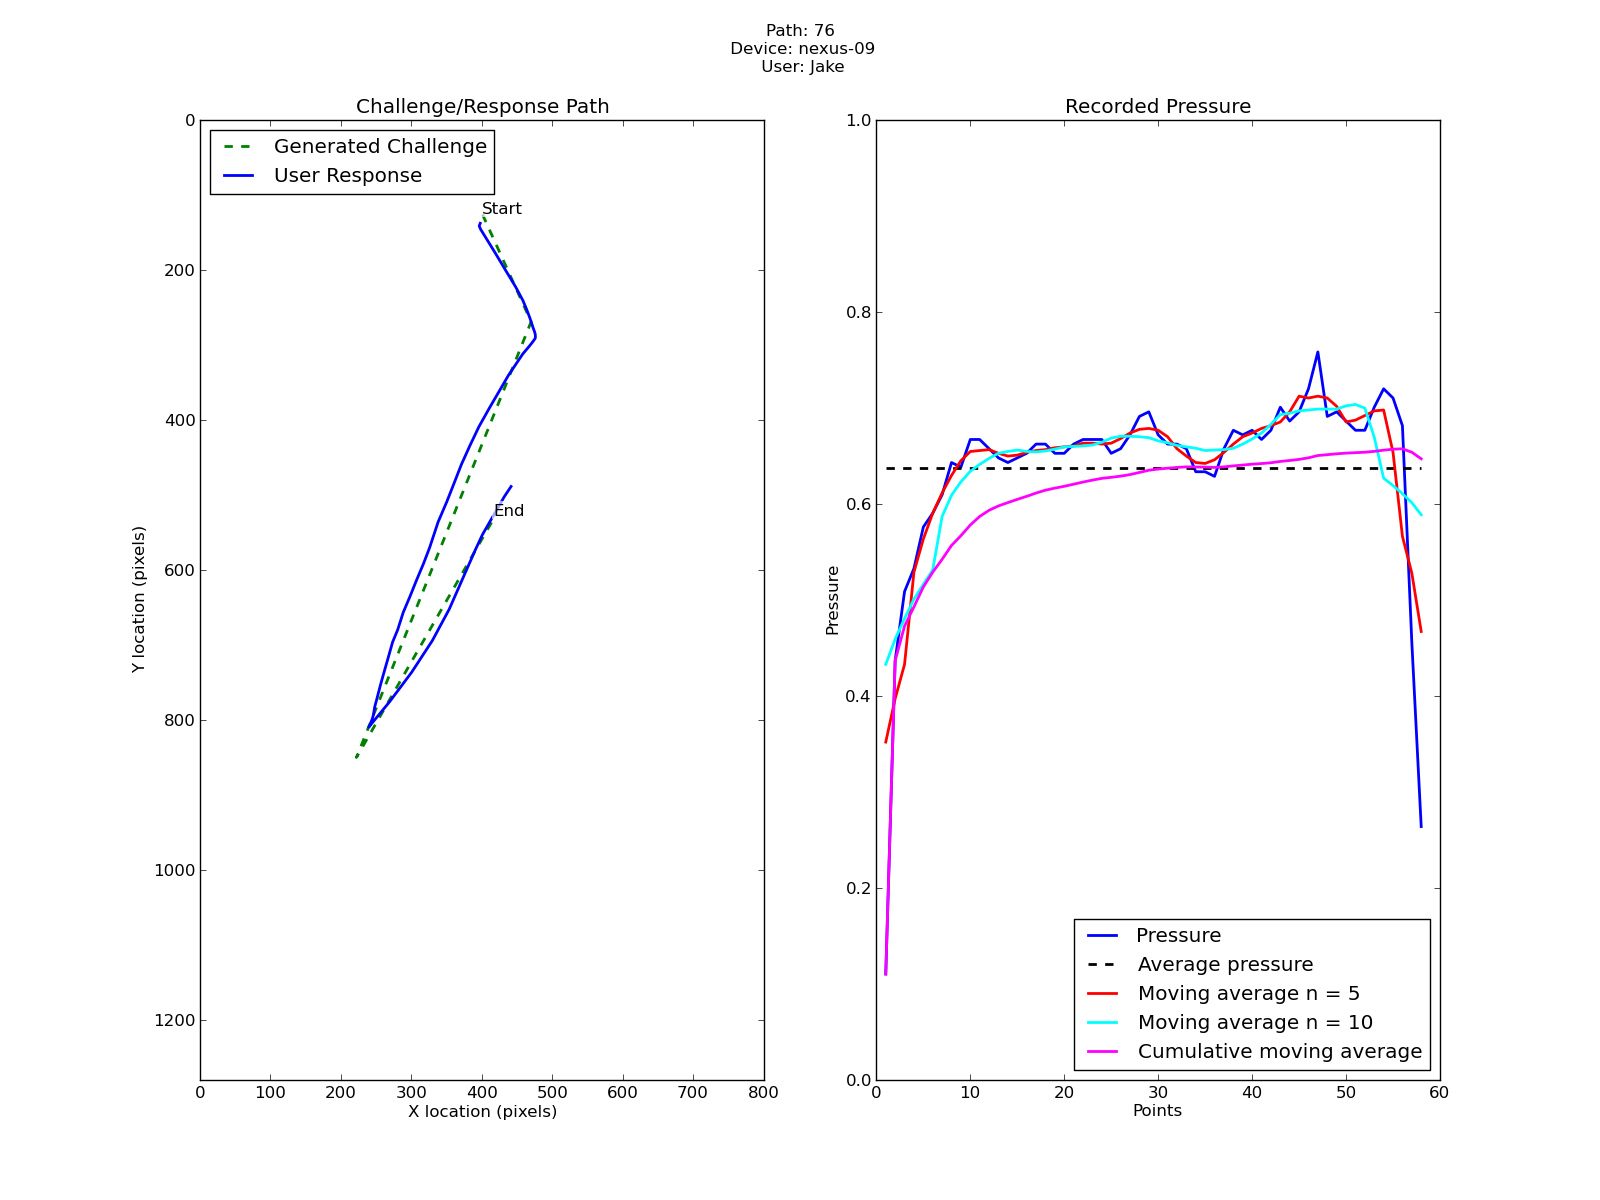 Path: 76
Device: nexus-09
User: Jake
Challenge/Response Path
Generated Challenge
User Response
Start
End
0
200
400
600
800
1000
1200
Y location (pixels)
0 100 200 300 400 500 600 700 800
X location (pixels)
Recorded Pressure
1.0
0.8
0.6
0.4
0.2
0.0
Pressure
Pressure
Average pressure
Moving average n = 5
Moving average n = 10
Cumulative moving average
0 10 20 30 40 50 60
Points